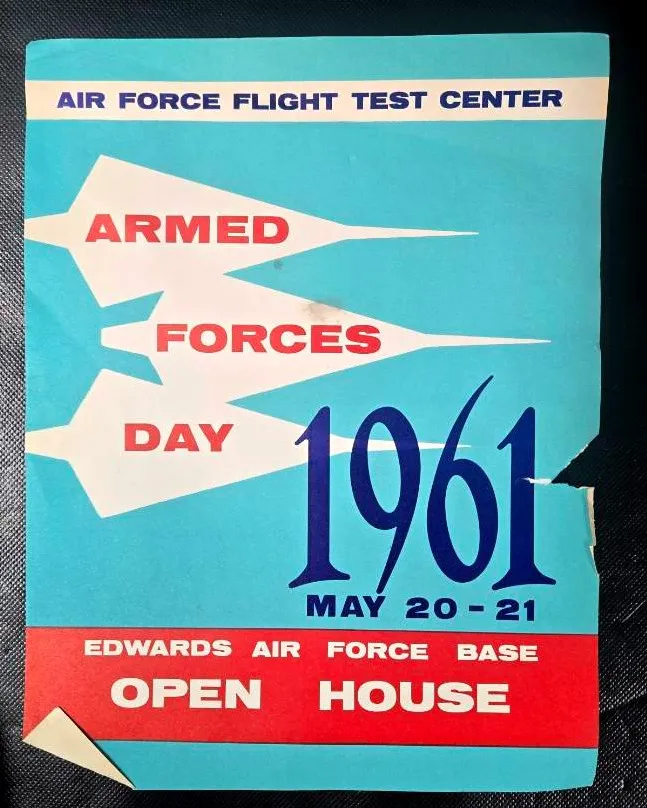 AIR FORCE FLIGHT TEST CENTER
ARMED
FORCES
DAY
1961
MAY 20 - 21
EDWARDS AIR FORCE BASE
OPEN HOUSE